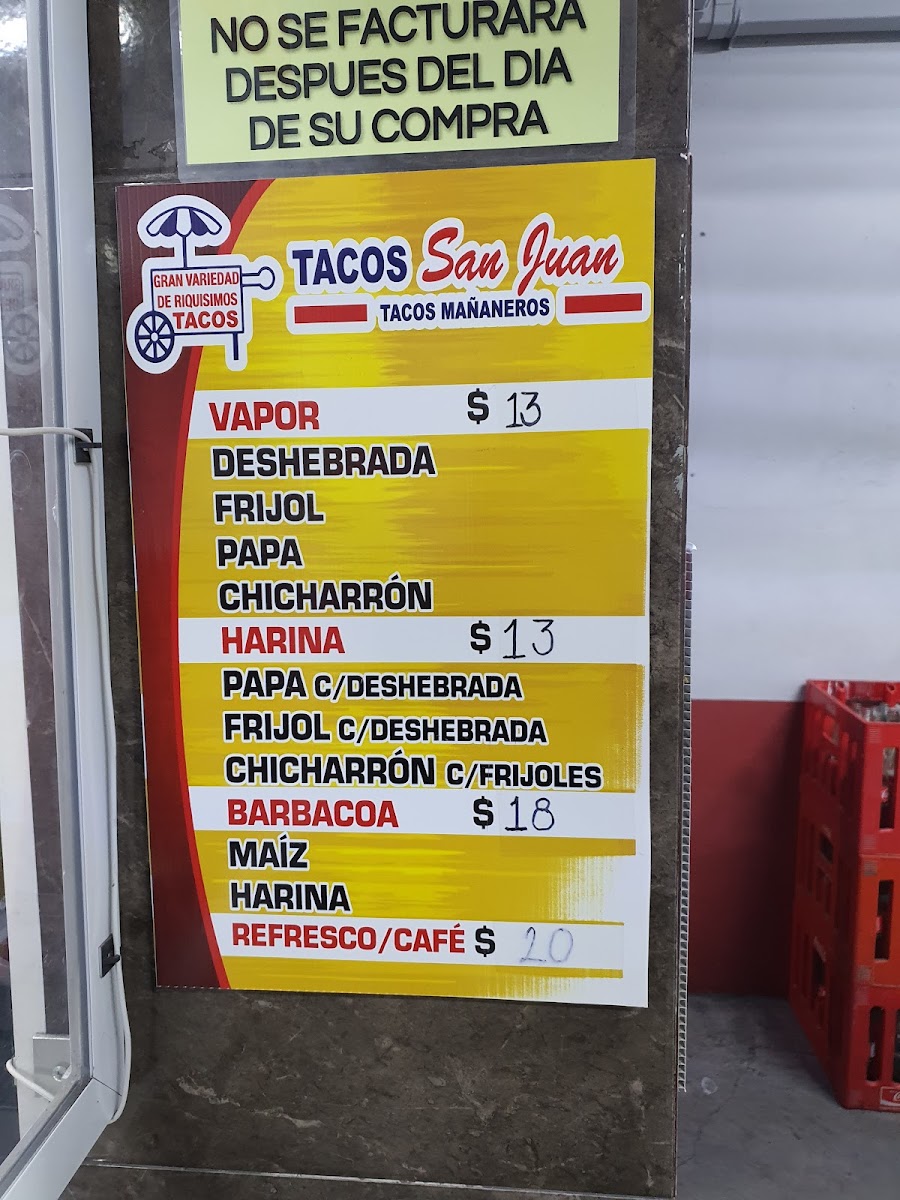 NO SE FACTURARA
DESPUES DEL DIA
DE SU COMPRA
GRAN VARIEDAD
DE RIQUISIMOS
TACOS
TACOS San Juan
TACOS MAÑANEROS
VAPOR $ 13
DESHEBRADA
FRIJOL
PAPA
CHICHARRÓN
HARINA $ 13
PAPA C/DESHEBRADA
FRIJOL C/DESHEBRADA
CHICHARRÓN C/FRIJOLES
BARBACOA $ 18
MAÍZ
HARINA
REFRESCO/CAFÉ $ 20